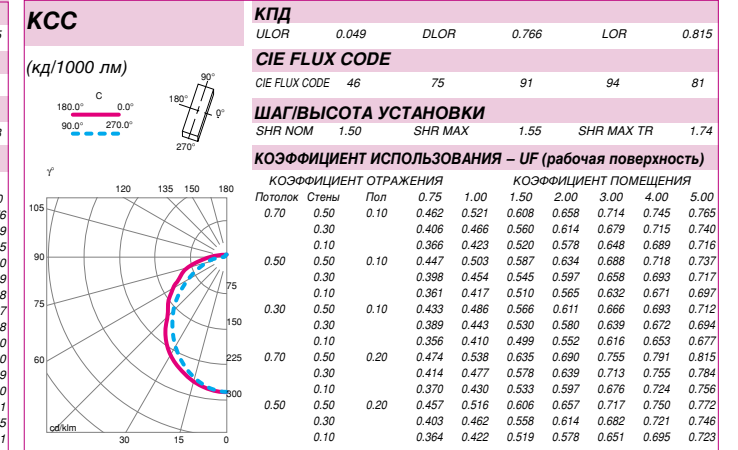 КСС
(кд/1000 лм)
C
180.0° 0.0°
90.0° 270.0°
90°
180° 0°
270°
γ°
120 135 150 180
105
90
75
60
75
150
225
300
cd/klm
30 15 0
КПД
ULOR 0.049 DLOR 0.766 LOR 0.815
CIE FLUX CODE
CIE FLUX CODE 46 75 91 94 81
ШАГ/ВЫСОТА УСТАНОВКИ
SHR NOM 1.50 SHR MAX 1.55 SHR MAX TR 1.74
КОЭФФИЦИЕНТ ИСПОЛЬЗОВАНИЯ – UF (рабочая поверхность)
КОЭФФИЦИЕНТ ОТРАЖЕНИЯ КОЭФФИЦИЕНТ ПОМЕЩЕНИЯ
Потолок Стены Пол 0.75 1.00 1.50 2.00 3.00 4.00 5.00
0.70 0.50 0.10 0.462 0.521 0.608 0.658 0.714 0.745 0.765
0.30 0.406 0.466 0.560 0.614 0.679 0.715 0.740
0.10 0.366 0.423 0.520 0.578 0.648 0.689 0.716
0.50 0.50 0.10 0.447 0.503 0.587 0.634 0.688 0.718 0.737
0.30 0.398 0.454 0.545 0.597 0.658 0.693 0.717
0.10 0.361 0.417 0.510 0.565 0.632 0.671 0.697
0.30 0.50 0.10 0.433 0.486 0.566 0.611 0.666 0.693 0.712
0.30 0.389 0.443 0.530 0.580 0.639 0.672 0.694
0.10 0.356 0.410 0.499 0.552 0.616 0.653 0.677
0.70 0.50 0.20 0.474 0.538 0.635 0.690 0.755 0.791 0.815
0.30 0.414 0.477 0.578 0.639 0.713 0.755 0.784
0.10 0.370 0.430 0.533 0.597 0.676 0.724 0.756
0.50 0.50 0.20 0.457 0.516 0.606 0.657 0.717 0.750 0.772
0.30 0.403 0.462 0.558 0.614 0.682 0.721 0.746
0.10 0.364 0.422 0.519 0.578 0.651 0.695 0.723